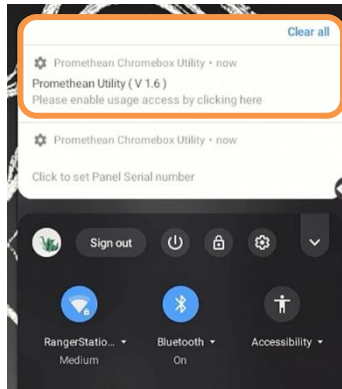 Clear all
Promethean Chromebox Utility • now
Promethean Utility ( V 1.6 )
Please enable usage access by clicking here
Promethean Chromebox Utility • now
Click to set Panel Serial number
Sign out
RangerStatio... Bluetooth Accessibility
Medium On